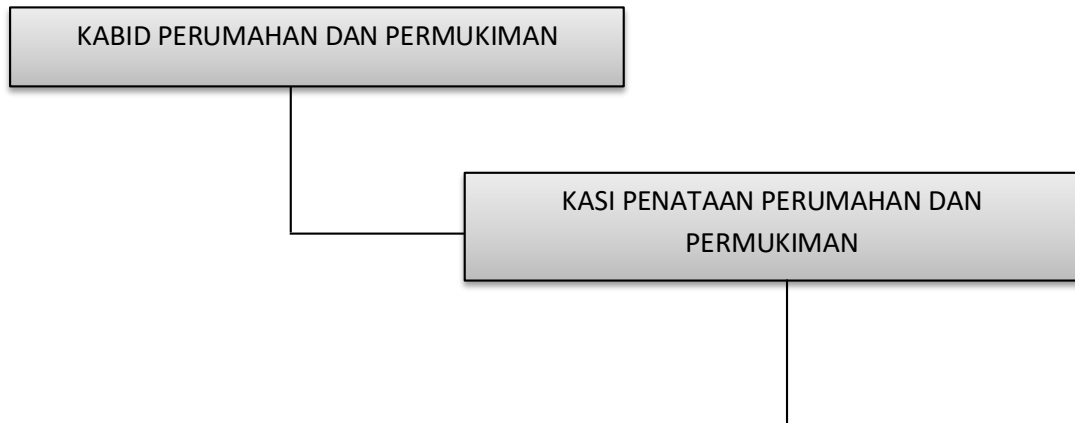 KABID PERUMAHAN DAN PERMUKIMAN
KASI PENATAAN PERUMAHAN DAN
PERMUKIMAN